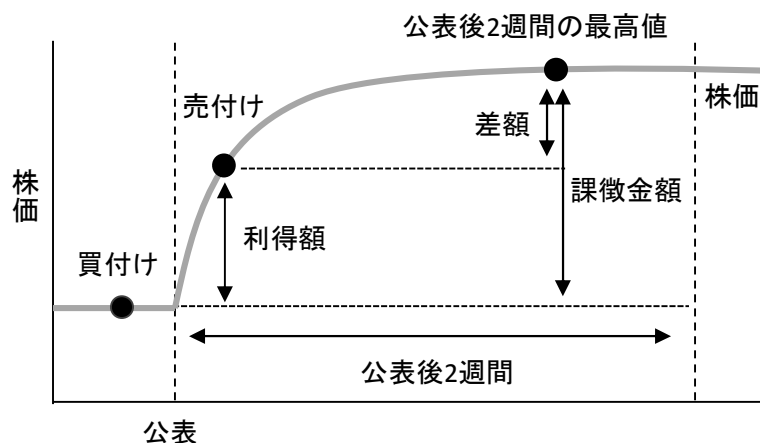 公表後2週間の最高値
売付け
株価
差額
課徴金額
株価
利得額
買付け
公表後2週間
公表